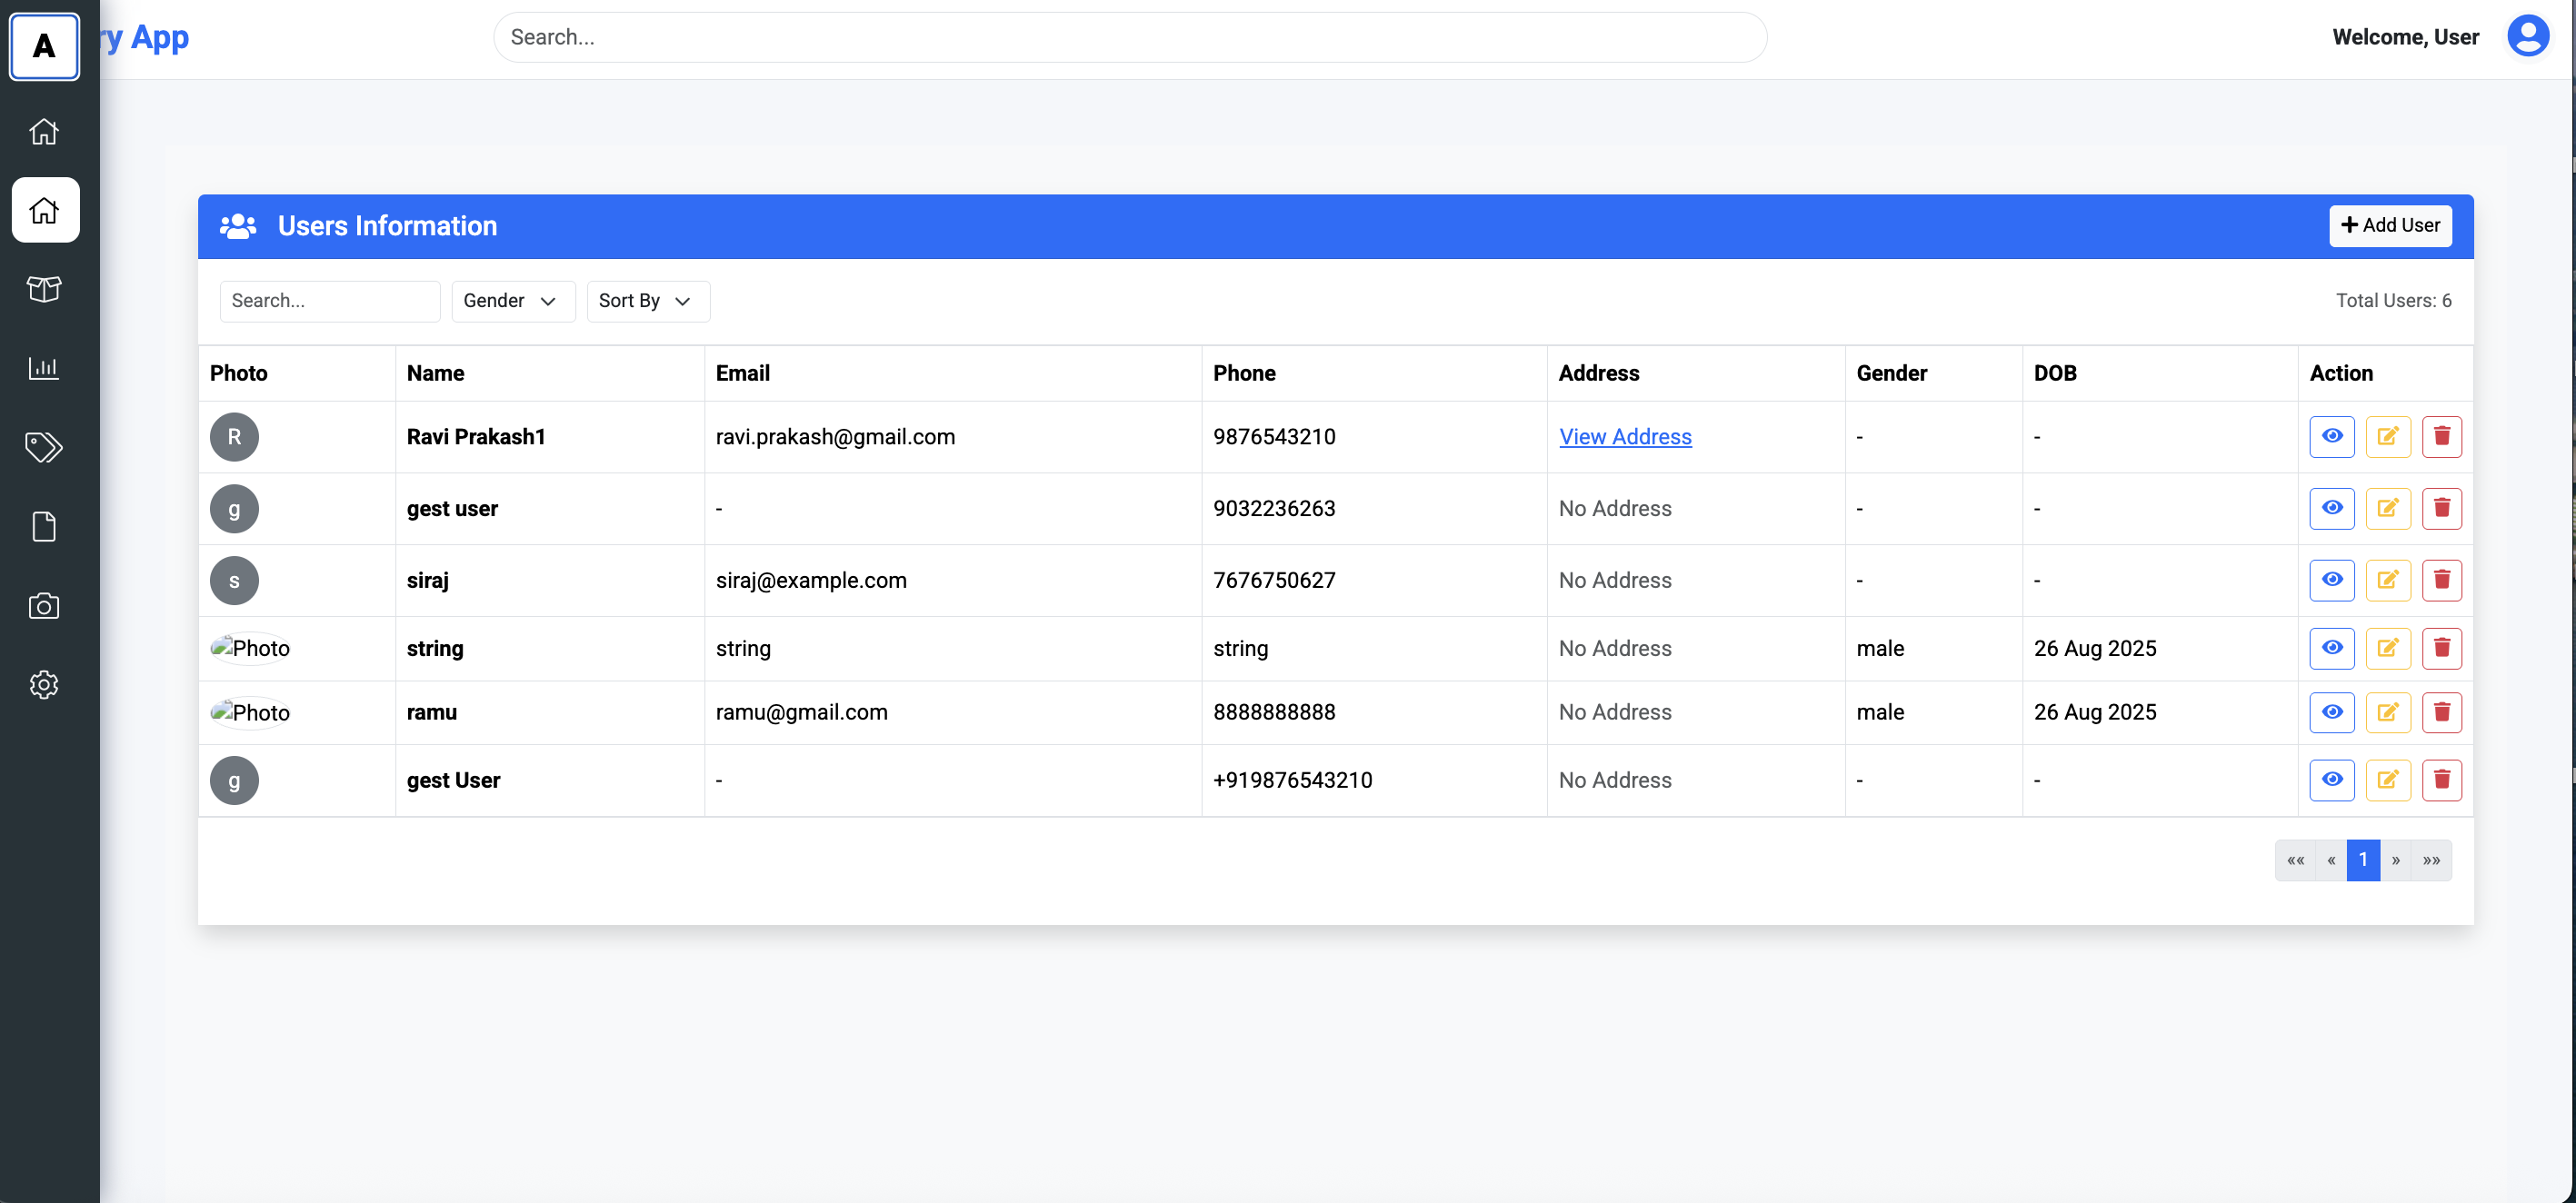 A
ry App
Search...
Welcome, User
Users Information
Add User
Search...
Gender
Sort By
Total Users: 6
Photo Name Email Phone Address Gender DOB Action
R Ravi Prakash1 ravi.prakash@gmail.com 9876543210 View Address - -
g gest user - 9032236263 No Address - -
s siraj siraj@example.com 7676750627 No Address - -
Photo string string string No Address male 26 Aug 2025
Photo ramu ramu@gmail.com 8888888888 No Address male 26 Aug 2025
g gest User - +919876543210 No Address - -
«« « 1 » »»